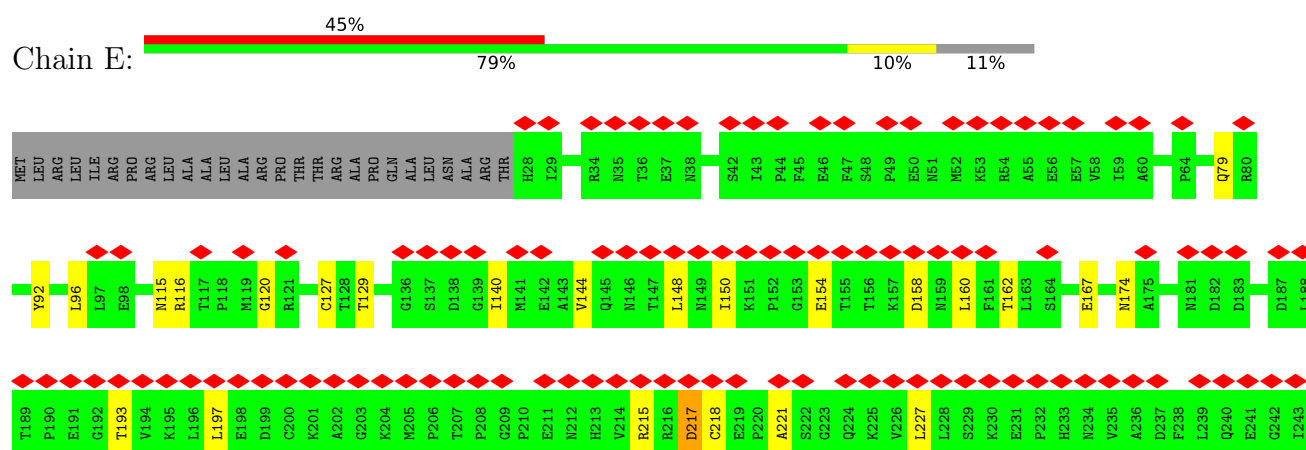 45%
Chain E:
79% 10% 11%
MET LEU ARG LEU ILE ARG PRO ARG LEU ALA ALA LEU ALA ARG PRO THR THR ARG ALA PRO GLN ALA LEU ASN ALA ARG THR H28 I29 R34 N35 T36 E37 N38 S42 I43 P44 F45 E46 F47 S48 P49 E50 N51 M52 K53 R54 A55 E56 E57 V58 I59 A60 P64 Q79 R80
Y92 L96 L97 E98 N115 R116 T117 P118 M119 G120 R121 C127 T128 T129 G136 S137 D138 G139 I140 M141 E142 A143 V144 Q145 N146 T147 L148 N149 I150 K151 P152 G153 E154 T155 T156 K157 D158 N159 L160 F161 T162 L163 S164 E167 N174 A175 N181 D182 D183 D187 L188
T189 P190 E191 G192 T193 V194 K195 L196 L197 E198 D199 C200 K201 A202 G203 K204 M205 P206 T207 P208 G209 P210 E211 N212 H213 V214 R215 R216 D217 C218 E219 P220 A221 S222 G223 Q224 K225 V226 L227 L228 S229 K230 E231 P232 H233 N234 V235 A236 D237 F238 L239 Q240 E241 G242 I243